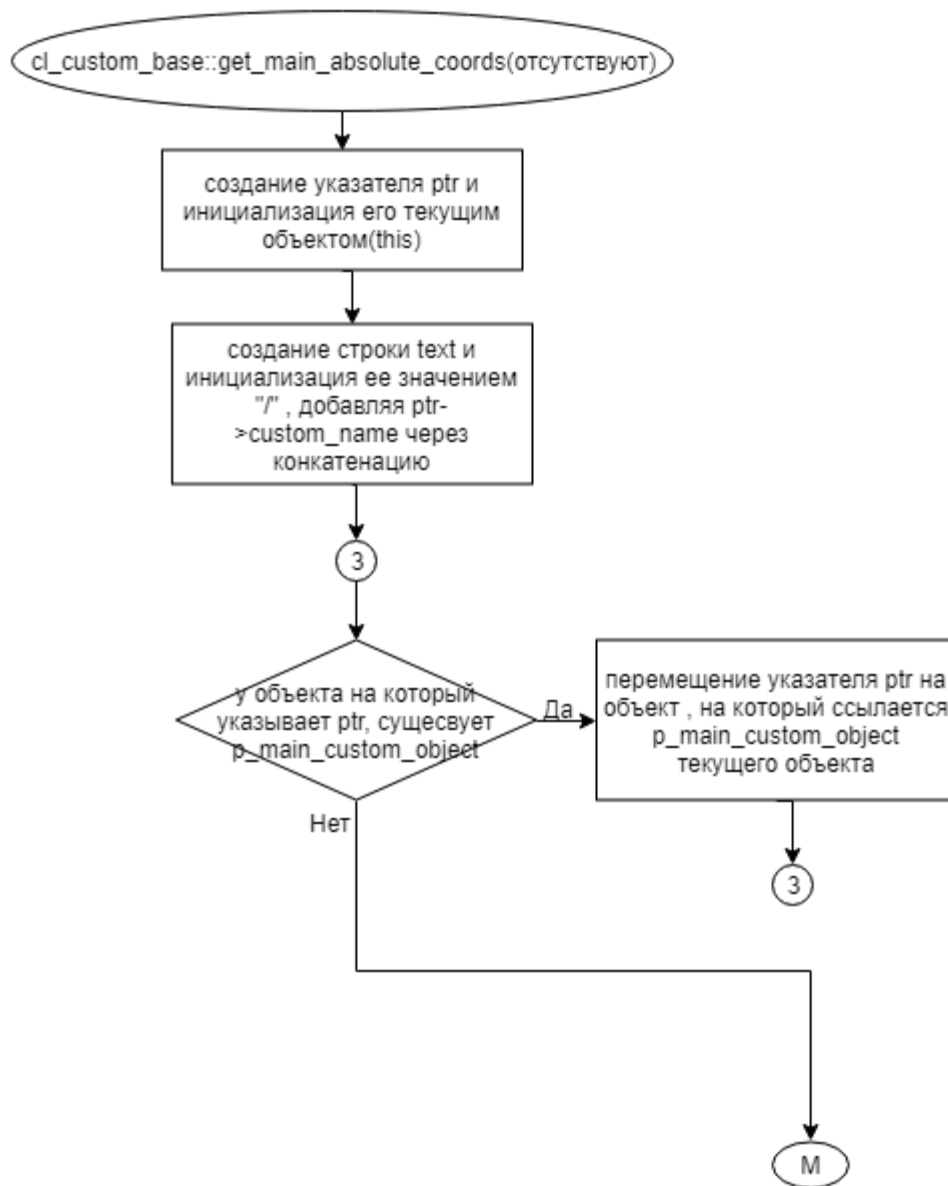 cl_custom_base::get_main_absolute_coords(отсутствуют)
создание указателя ptr и
инициализация его текущим
объектом(this)
создание строки text и
инициализация ее значением
"/" , добавляя ptr-
>custom_name через
конкатенацию
3
у объекта на который
указывает ptr, сущесвует
p_main_custom_object
Да
перемещение указателя ptr на
объект , на который ссылается
p_main_custom_object
текущего объекта
Нет
3
М